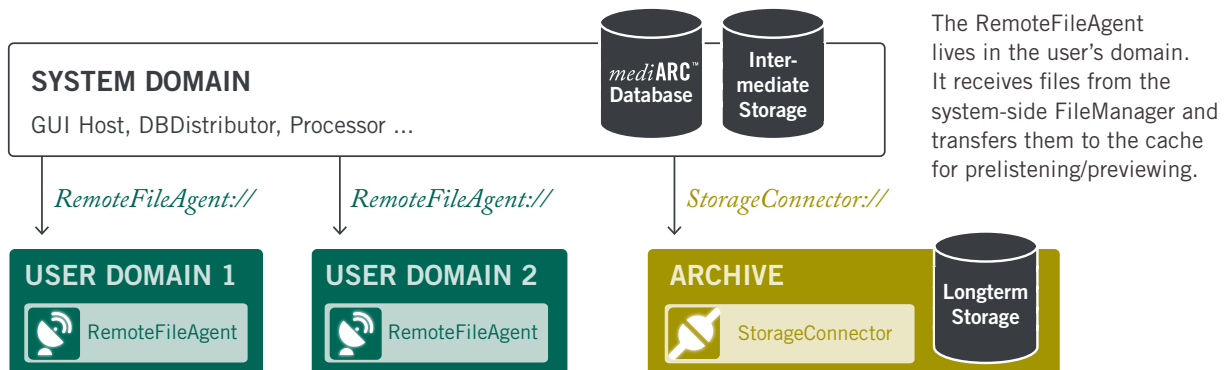 SYSTEM DOMAIN
GUI Host, DBDistributor, Processor ...
mediARC™
Database
Inter-
mediate
Storage
The RemoteFileAgent
lives in the user’s domain.
It receives files from the
system-side FileManager and
transfers them to the cache
for prelistening/previewing.
RemoteFileAgent://
RemoteFileAgent://
StorageConnector://
USER DOMAIN 1
RemoteFileAgent
USER DOMAIN 2
RemoteFileAgent
ARCHIVE
StorageConnector
Longterm
Storage